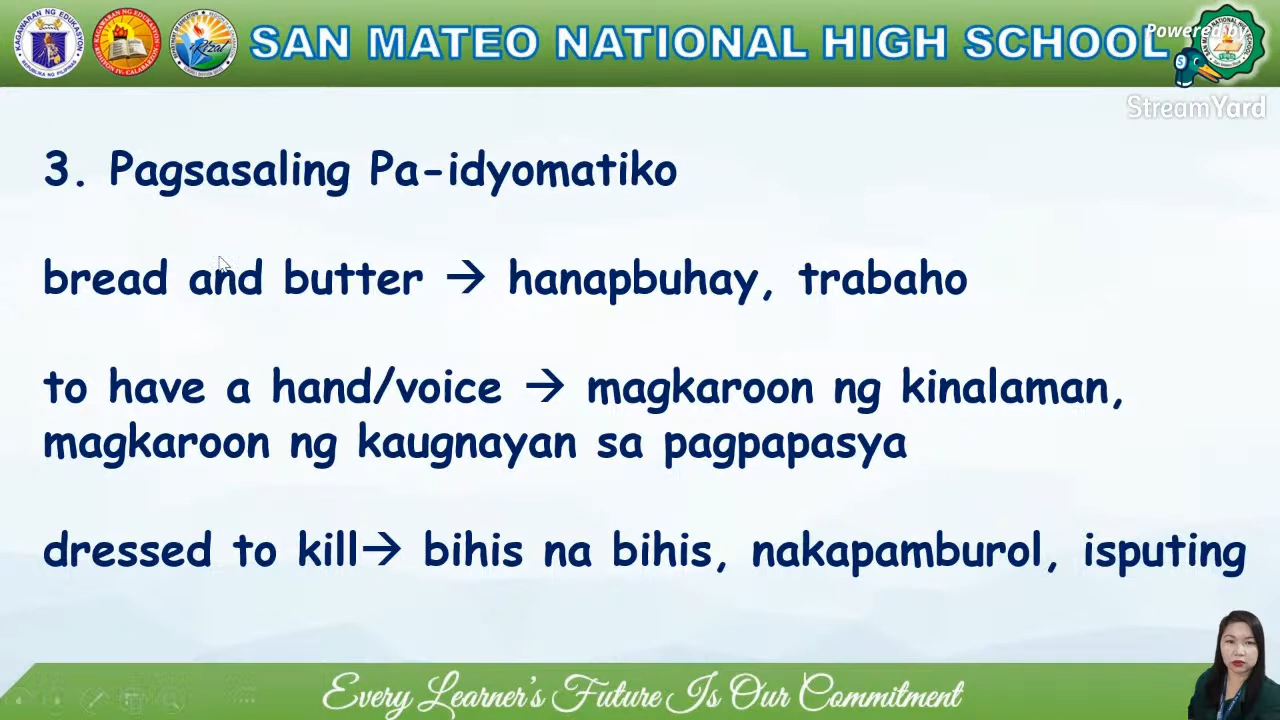 SAN MATEO NATIONAL HIGH SCHOOL
Powered by
StreamYard
3. Pagsasaling Pa-idyomatiko
bread and butter → hanapbuhay, trabaho
to have a hand/voice → magkaroon ng kinalaman,
magkaroon ng kaugnayan sa pagpapasya
dressed to kill→ bihis na bihis, nakapamburol, isputing
Every Learner's Future Is Our Commitment